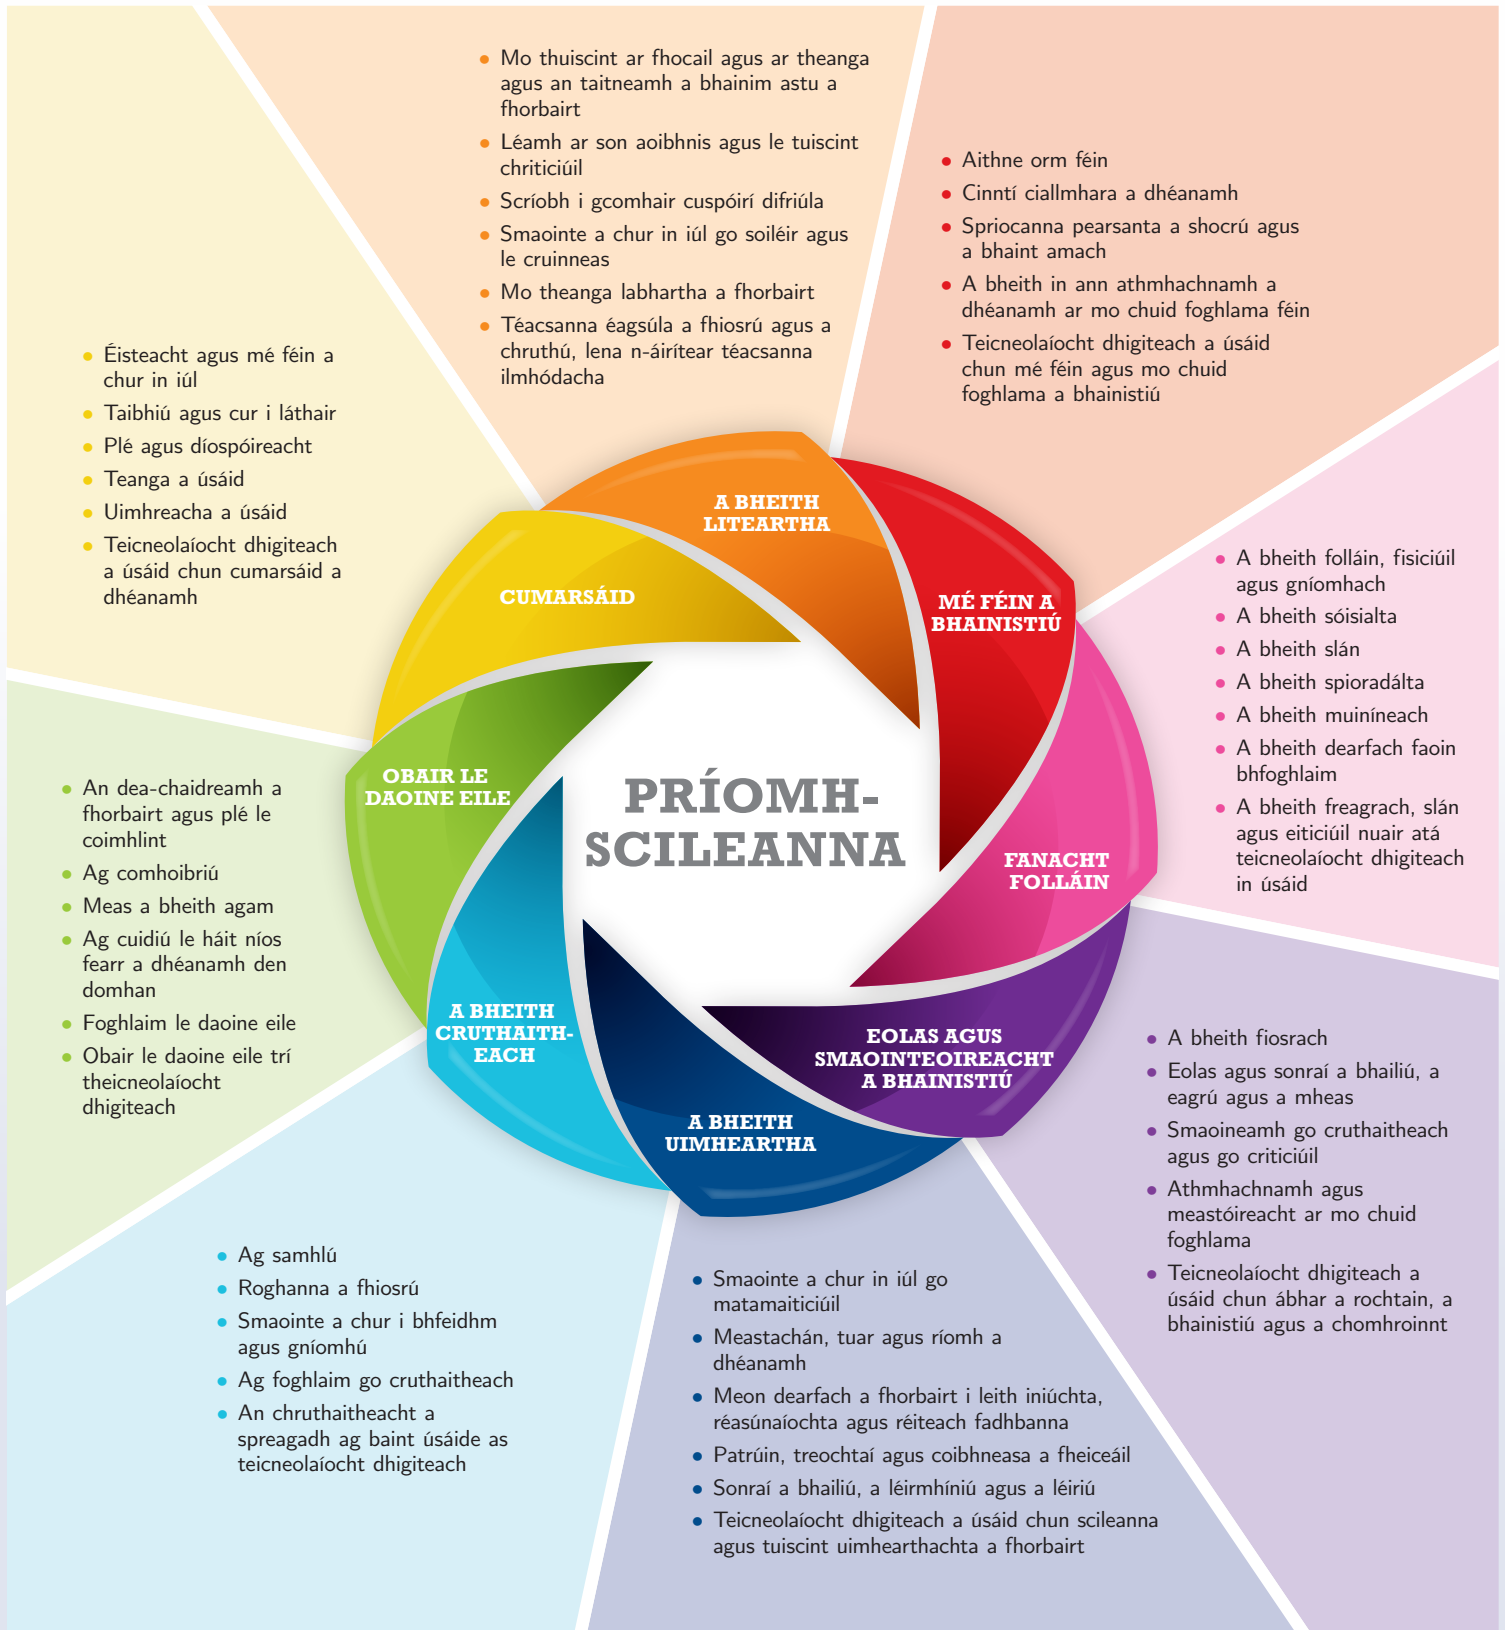 • Mo thuiscint ar fhocail agus ar theanga
agus an taitneamh a bhainim astu a
fhorbairt
• Léamh ar son aoibhnis agus le tuiscint
chriticiúil
• Scríobh i gcomhair cuspóirí difriúla
• Smaointe a chur in iúl go soiléir agus
le cruinneas
• Mo theanga labhartha a fhorbairt
• Téacsanna éagsúla a fhiosrú agus a
chruthú, lena n-áirítear téacsanna
ilmhódacha
• Aithne orm féin
• Cinntí ciallmhara a dhéanamh
• Spriocanna pearsanta a shocrú agus
a bhaint amach
• A bheith in ann athmhachnamh a
dhéanamh ar mo chuid foghlama féin
• Teicneolaíocht dhigiteach a úsáid
chun mé féin agus mo chuid
foghlama a bhainistiú
• Éisteacht agus mé féin a
chur in iúl
• Taibhiú agus cur i láthair
• Plé agus díospóireacht
• Teanga a úsáid
• Uimhreacha a úsáid
• Teicneolaíocht dhigiteach
a úsáid chun cumarsáid a
dhéanamh
A BHEITH
LITEARTHA
CUMARSÁID
MÉ FÉIN A
BHAINISTIÚ
• A bheith folláin, fisiciúil
agus gníomhach
• A bheith sóisialta
• A bheith slán
• A bheith spioradálta
• A bheith muiníneach
• A bheith dearfach faoin
bhfoghlaim
• A bheith freagrach, slán
agus eiticiúil nuair atá
teicneolaíocht dhigiteach
in úsáid
OBAIR LE
DAOINE EILE
PRÍOMH-
SCILEANNA
FANACHT
FOLLÁIN
• An dea-chaidreamh a
fhorbairt agus plé le
coimhlint
• Ag comhoibriú
• Meas a bheith agam
• Ag cuidiú le háit níos
fearr a dhéanamh den
domhan
• Foghlaim le daoine eile
• Obair le daoine eile trí
theicneolaíocht
dhigiteach
A BHEITH
CRUTHAITH-
EACH
EOLAS AGUS
SMAOINTEOIREACHT
A BHAINISTIÚ
A BHEITH
UIMHEARTHA
• A bheith fiosrach
• Eolas agus sonraí a bhailiú, a
eagrú agus a mheas
• Smaoineamh go cruthaitheach
agus go criticiúil
• Athmhachnamh agus
meastóireacht ar mo chuid
foghlama
• Teicneolaíocht dhigiteach a
úsáid chun ábhar a rochtain, a
bhainistiú agus a chomhroinnt
• Ag samhlú
• Roghanna a fhiosrú
• Smaointe a chur i bhfeidhm
agus gníomhú
• Ag foghlaim go cruthaitheach
• An chruthaitheacht a
spreagadh ag baint úsáide as
teicneolaíocht dhigiteach
• Smaointe a chur in iúl go
matamaiticiúil
• Meastachán, tuar agus ríomh a
dhéanamh
• Meon dearfach a fhorbairt i leith iniúchta,
réasúnaíochta agus réiteach fadhbanna
• Patrúin, treochtaí agus coibhneasa a fheiceáil
• Sonraí a bhailiú, a léirmhíniú agus a léiriú
• Teicneolaíocht dhigiteach a úsáid chun scileanna
agus tuiscint uimhearthachta a fhorbairt